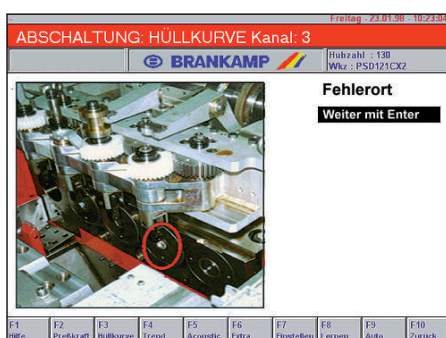 Freitag - 23.01.98 - 10:23:04
ABSCHALTUNG: HÜLLKURVE Kanal: 3
BRANKAMP
Hubzahl : 130
Wkz : PSD121CX2
Fehlerort
Weiter mit Enter
F1 F2 F3 F4 F5 F6 F7 F8 F9 F10
Hilfe Preßkraft Hüllkurve Trend Acoustic Extra Einstellen Lernen Auto Zurück